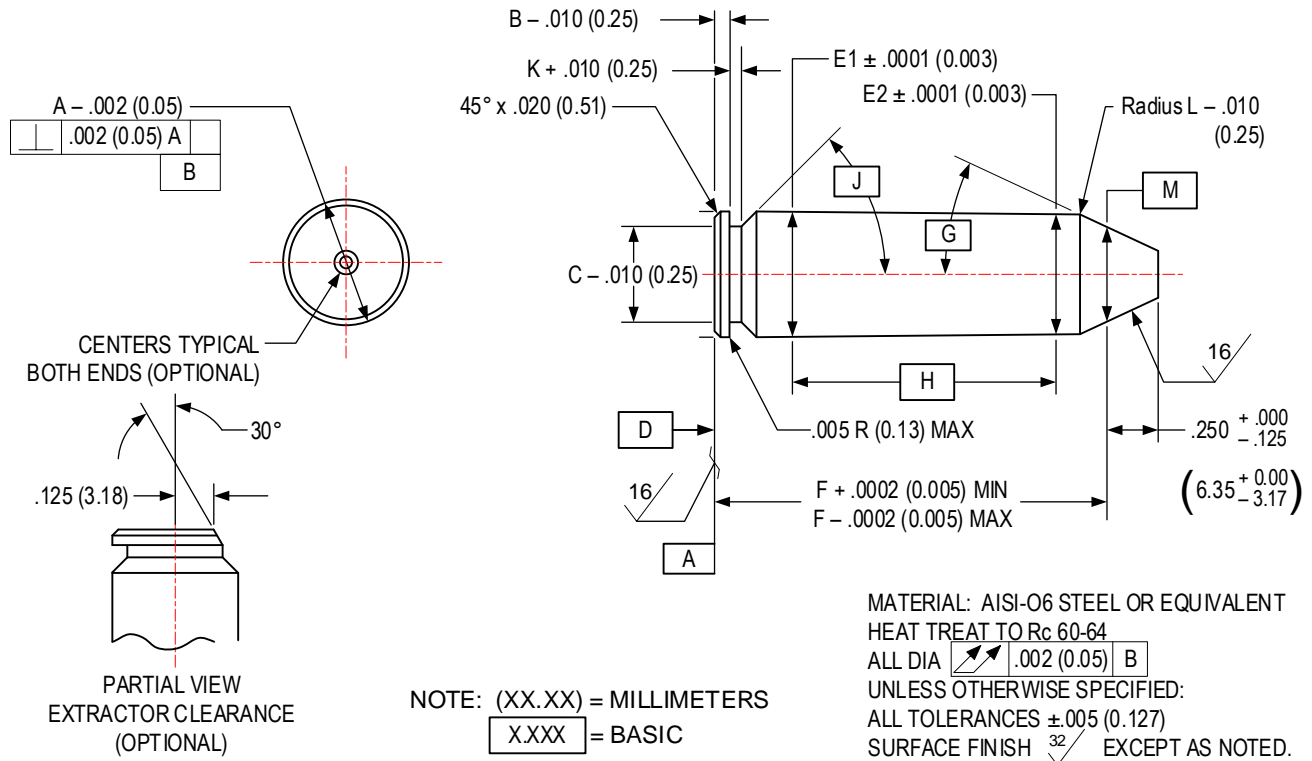 B – .010 (0.25)
K + .010 (0.25)
45° x .020 (0.51)
E1 ± .0001 (0.003)
E2 ± .0001 (0.003)
Radius L – .010
(0.25)
A – .002 (0.05)
⊥ .002 (0.05) A
B
J
G
M
C – .010 (0.25)
CENTERS TYPICAL
BOTH ENDS (OPTIONAL)
16
H
30°
D
.005 R (0.13) MAX
.250 + .000
– .125
.125 (3.18)
16
F + .0002 (0.005) MIN
F – .0002 (0.005) MAX
(6.35 + 0.00
– 3.17)
A
MATERIAL: AISI-O6 STEEL OR EQUIVALENT
HEAT TREAT TO Rc 60-64
ALL DIA .002 (0.05) B
UNLESS OTHERWISE SPECIFIED:
ALL TOLERANCES ±.005 (0.127)
SURFACE FINISH 32 EXCEPT AS NOTED.
PARTIAL VIEW
EXTRACTOR CLEARANCE
(OPTIONAL)
NOTE: (XX.XX) = MILLIMETERS
X.XXX = BASIC